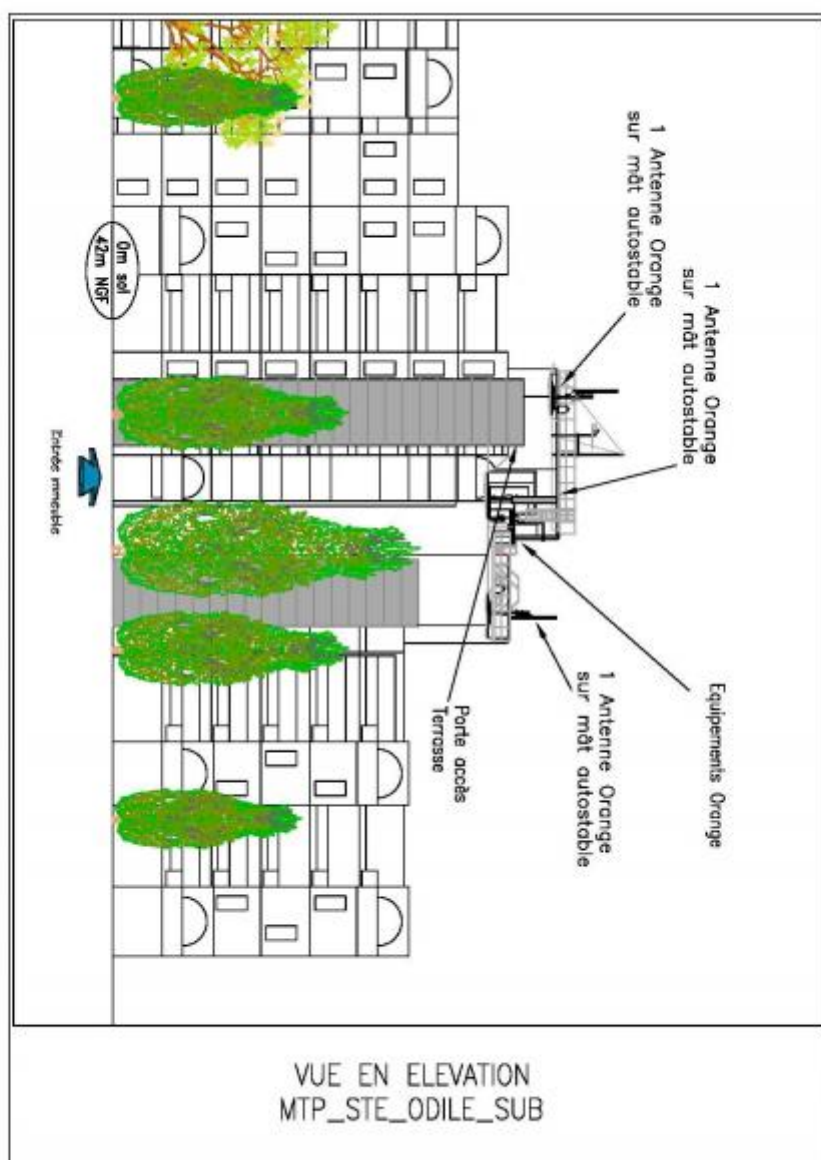 1 Antenne Orange
sur mât autostable
1 Antenne Orange
sur mât autostable
Equipements Orange
1 Antenne Orange
sur mât autostable
Porte accès
Terrasse
0m sol
42m NGF
Entrée immeuble
VUE EN ELEVATION
MTP_STE_ODILE_SUB